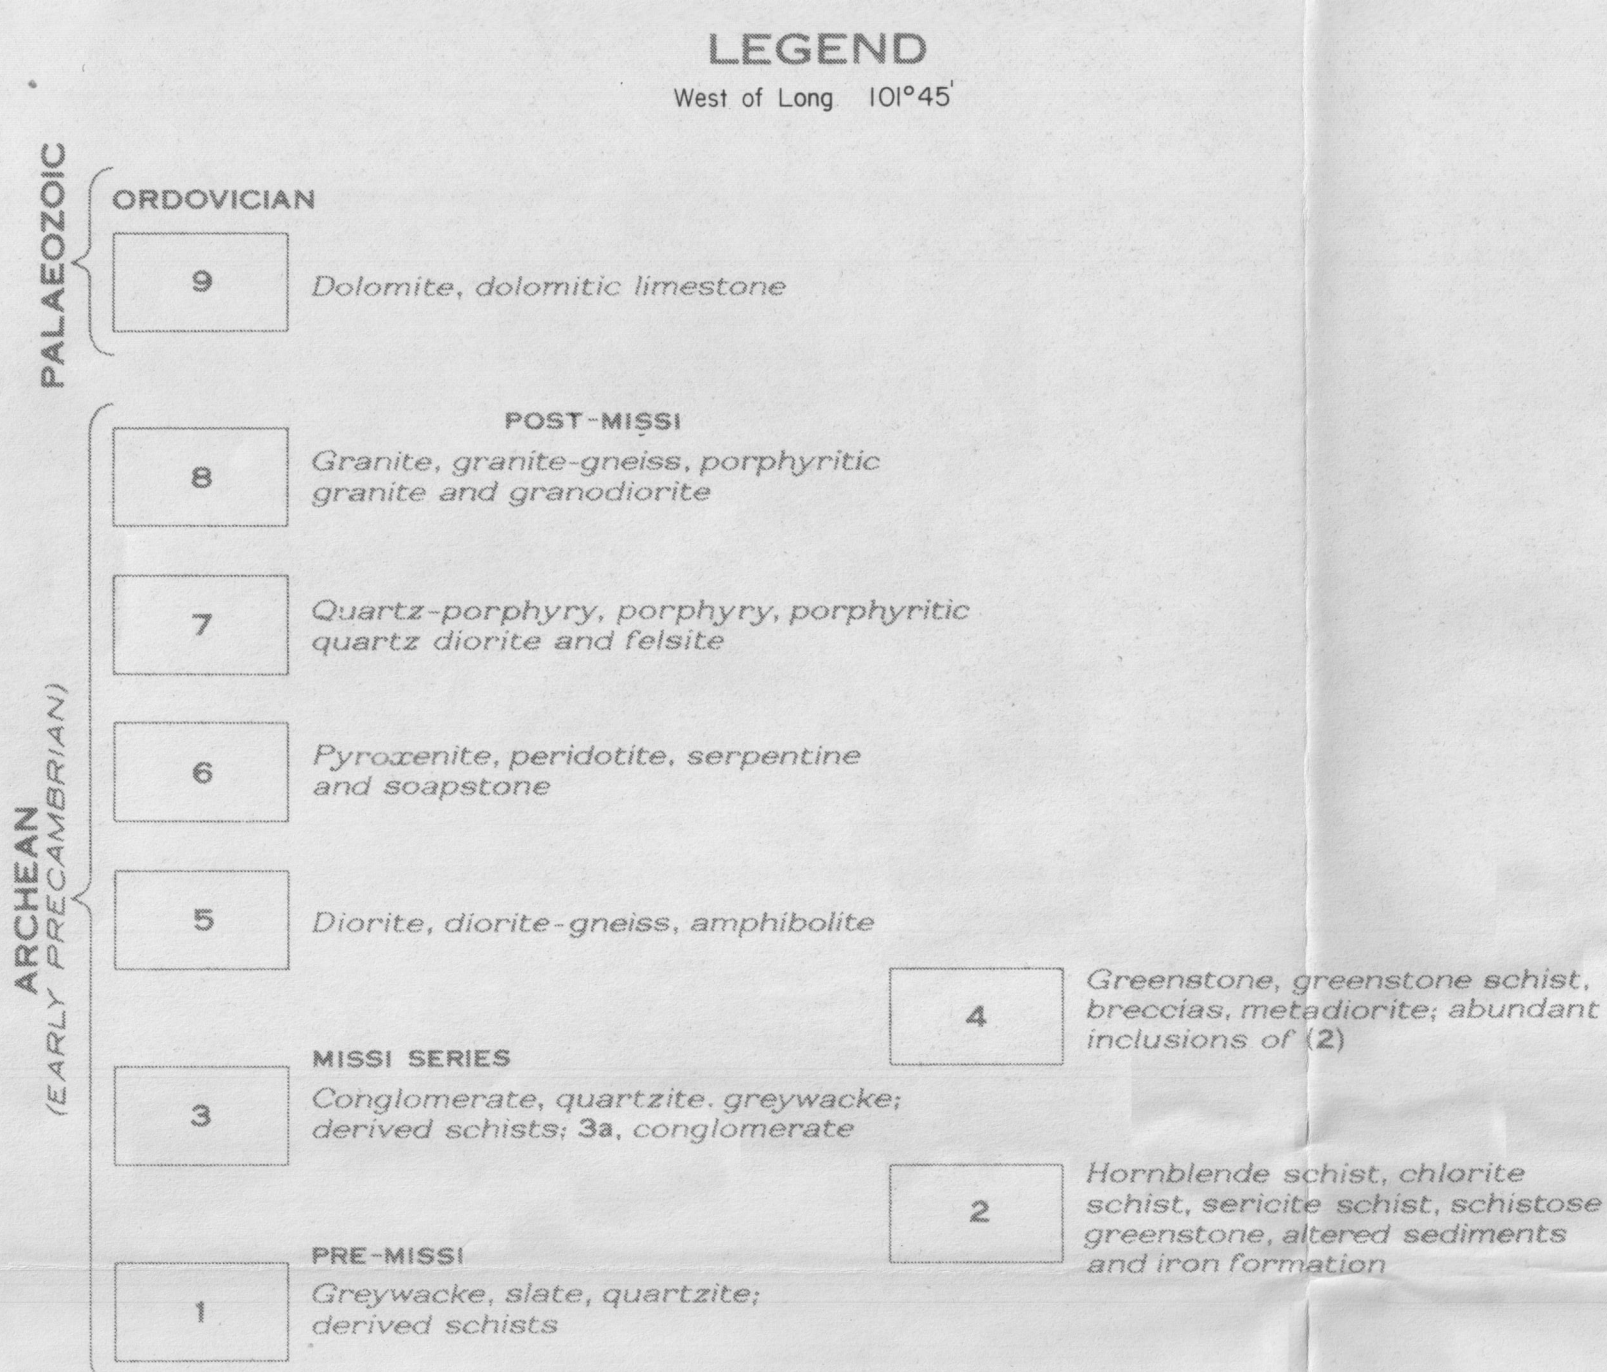 LEGEND
West of Long 101°45'
PALAEOZOIC
ORDOVICIAN
9
Dolomite, dolomitic limestone
ARCHEAN
(EARLY PRECAMBRIAN)
POST-MISSI
8
Granite, granite-gneiss, porphyritic
granite and granodiorite
7
Quartz-porphyry, porphyry, porphyritic
quartz diorite and felsite
6
Pyroxenite, peridotite, serpentine
and soapstone
5
Diorite, diorite-gneiss, amphibolite
4
Greenstone, greenstone schist,
breccias, metadiorite; abundant
inclusions of (2)
MISSI SERIES
3
Conglomerate, quartzite. greywacke;
derived schists; 3a, conglomerate
2
Hornblende schist, chlorite
schist, sericite schist, schistose
greenstone, altered sediments
and iron formation
PRE-MISSI
1
Greywacke, slate, quartzite;
derived schists